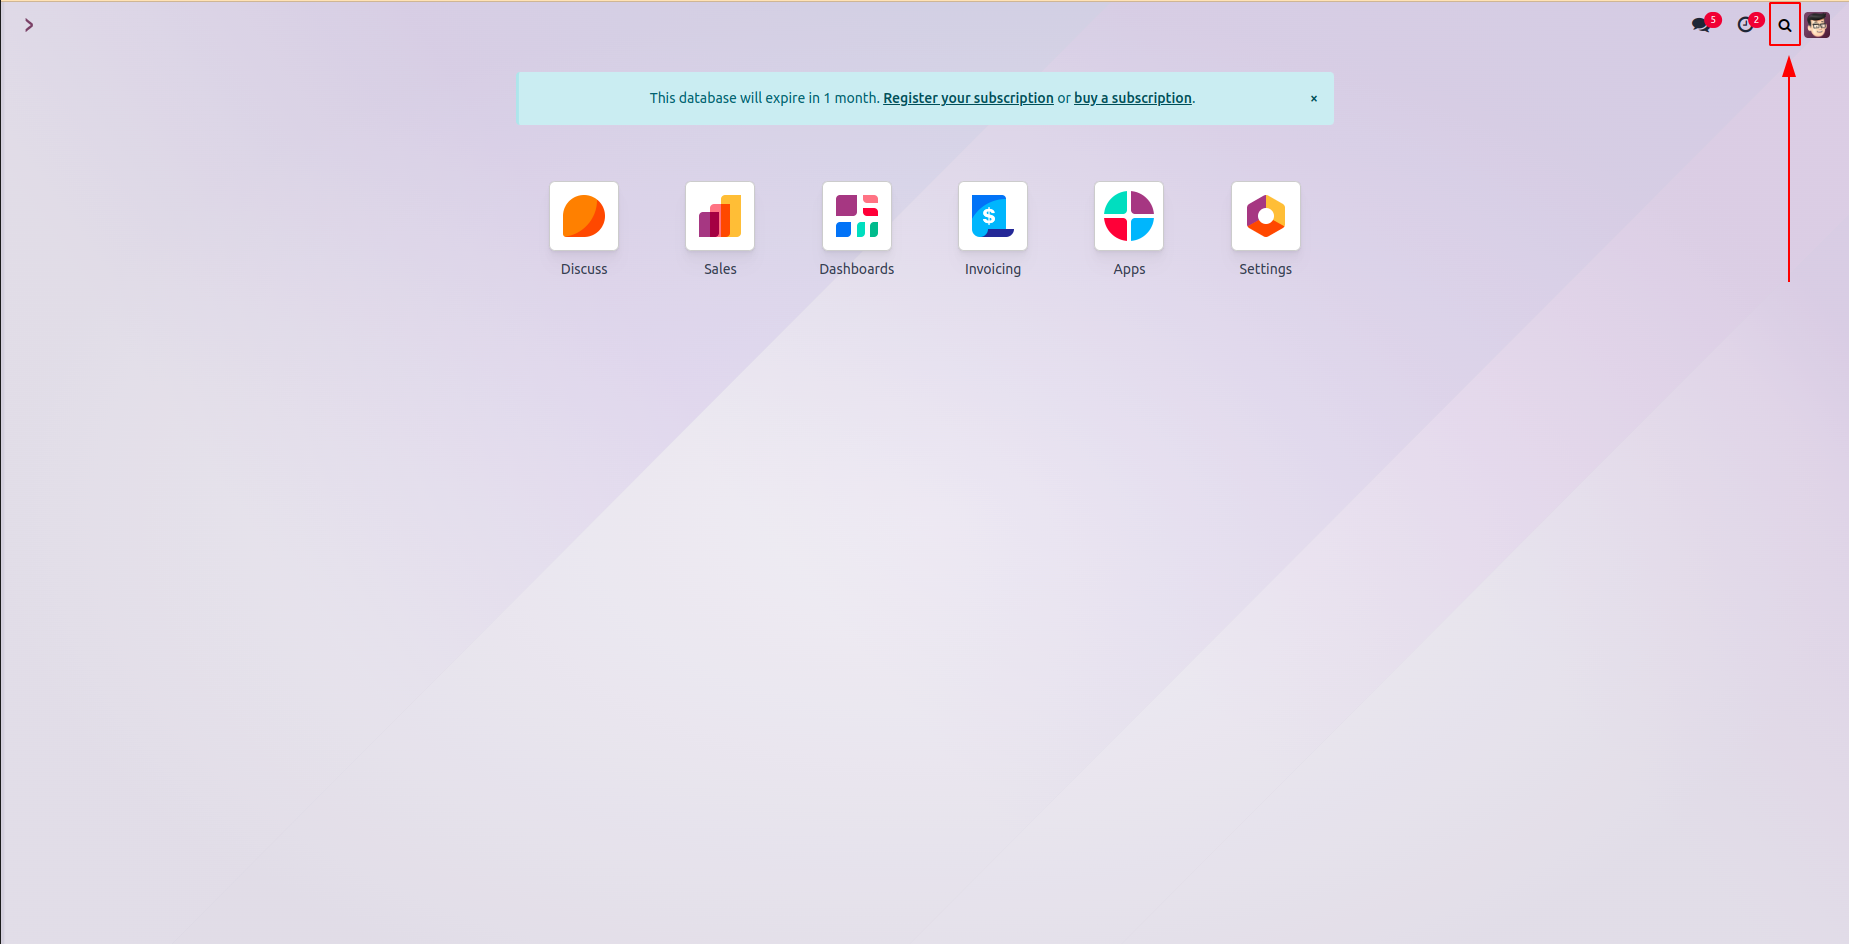 5
2
This database will expire in 1 month. Register your subscription or buy a subscription.
Discuss
Sales
Dashboards
Invoicing
Apps
Settings